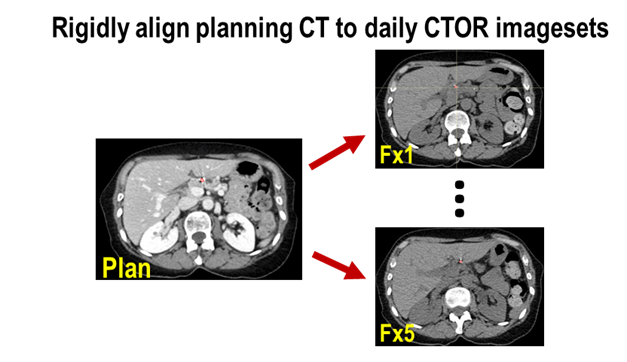 Rigidly align planning CT to daily CTOR imagesets
Fx1
Plan
Fx5